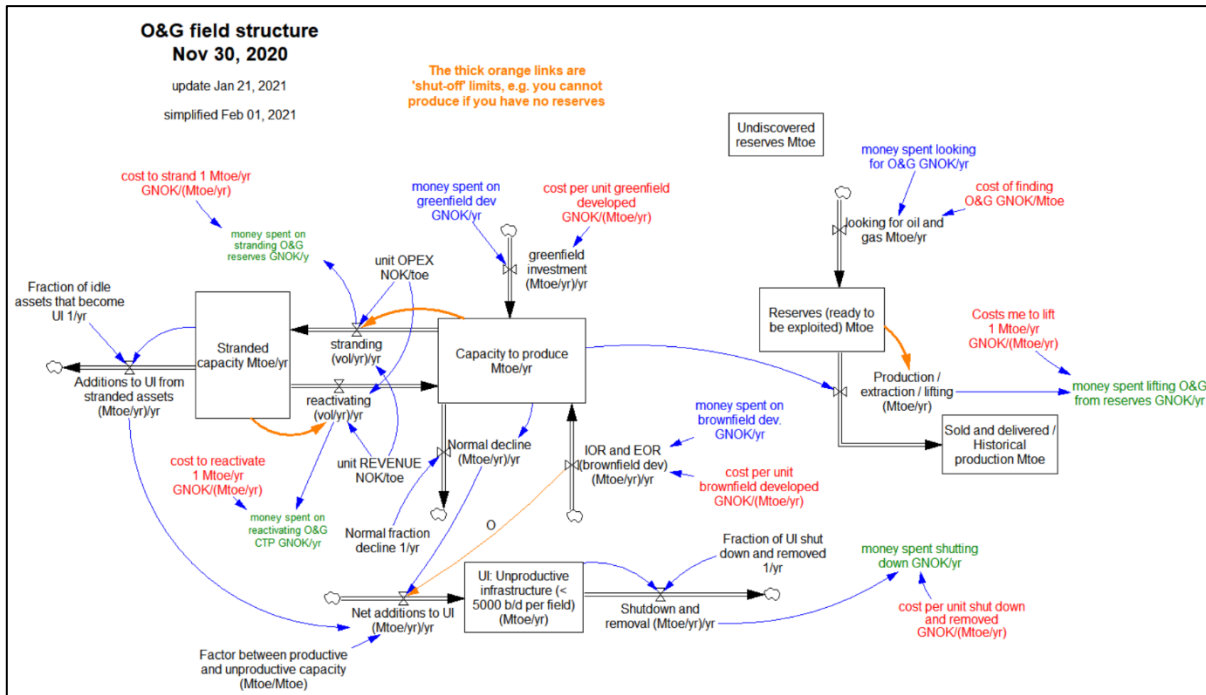 O&G field structure
Nov 30, 2020
update Jan 21, 2021
simplified Feb 01, 2021
The thick orange links are
'shut-off' limits, e.g. you cannot
produce if you have no reserves
Undiscovered
reserves Mtoe
money spent looking
for O&G GNOK/yr
cost of finding
O&G GNOK/Mtoe
looking for oil and
gas Mtoe/yr
cost to strand 1 Mtoe/yr
GNOK/(Mtoe/yr)
money spent on
greenfield dev
GNOK/yr
cost per unit greenfield
developed
GNOK/(Mtoe/yr)
money spent on
stranding O&G
reserves GNOK/y
unit OPEX
NOK/toe
greenfield
investment
(Mtoe/yr)/yr
Fraction of idle
assets that become
UI 1/yr
Stranded
capacity Mtoe/yr
stranding
(vol/yr)/yr
Capacity to produce
Mtoe/yr
Reserves (ready to
be exploited) Mtoe
Costs me to lift
1 Mtoe/yr
GNOK/(Mtoe/yr)
Additions to UI from
stranded assets
(Mtoe/yr)/yr
reactivating
(vol/yr)/yr
Production /
extraction / lifting
(Mtoe/yr)
money spent lifting O&G
from reserves GNOK/yr
Normal decline
(Mtoe/yr)/yr
IOR and EOR
(brownfield dev)
(Mtoe/yr)/yr
money spent on
brownfield dev.
GNOK/yr
Sold and delivered /
Historical
production Mtoe
cost to reactivate
1 Mtoe/yr
GNOK/(Mtoe/yr)
unit REVENUE
NOK/toe
cost per unit
brownfield developed
GNOK/(Mtoe/yr)
money spent on
reactivating O&G
CTP GNOK/yr
Normal fraction
decline 1/yr
O
Fraction of UI shut
down and removed
1/yr
money spent shutting
down GNOK/yr
UI: Unproductive
infrastructure (<
5000 b/d per field)
(Mtoe/yr)
Net additions to UI
(Mtoe/yr)/yr
Shutdown and
removal (Mtoe/yr)/yr
cost per unit shut down
and removed
GNOK/(Mtoe/yr)
Factor between productive
and unproductive capacity
(Mtoe/Mtoe)